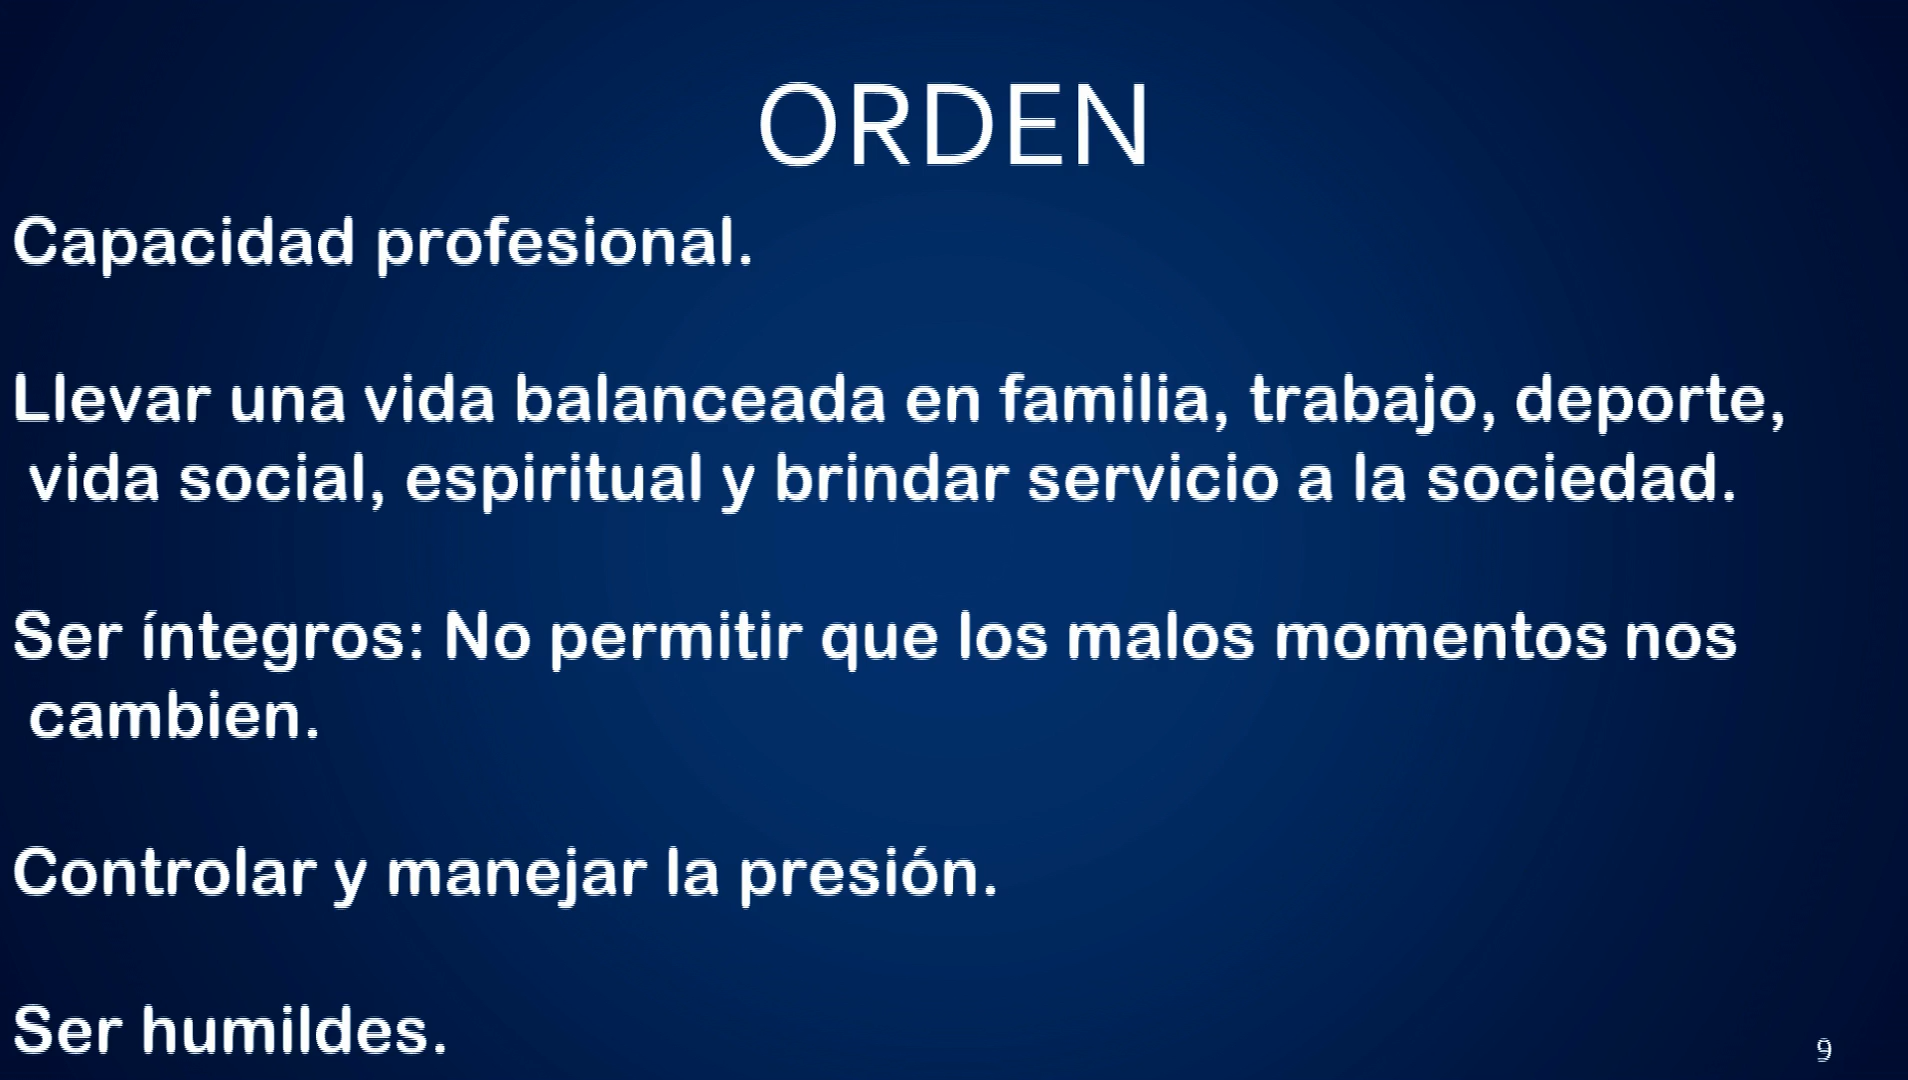 ORDEN
Capacidad profesional.
Llevar una vida balanceada en familia, trabajo, deporte,
vida social, espiritual y brindar servicio a la sociedad.
Ser íntegros: No permitir que los malos momentos nos
cambien.
Controlar y manejar la presión.
Ser humildes.
9